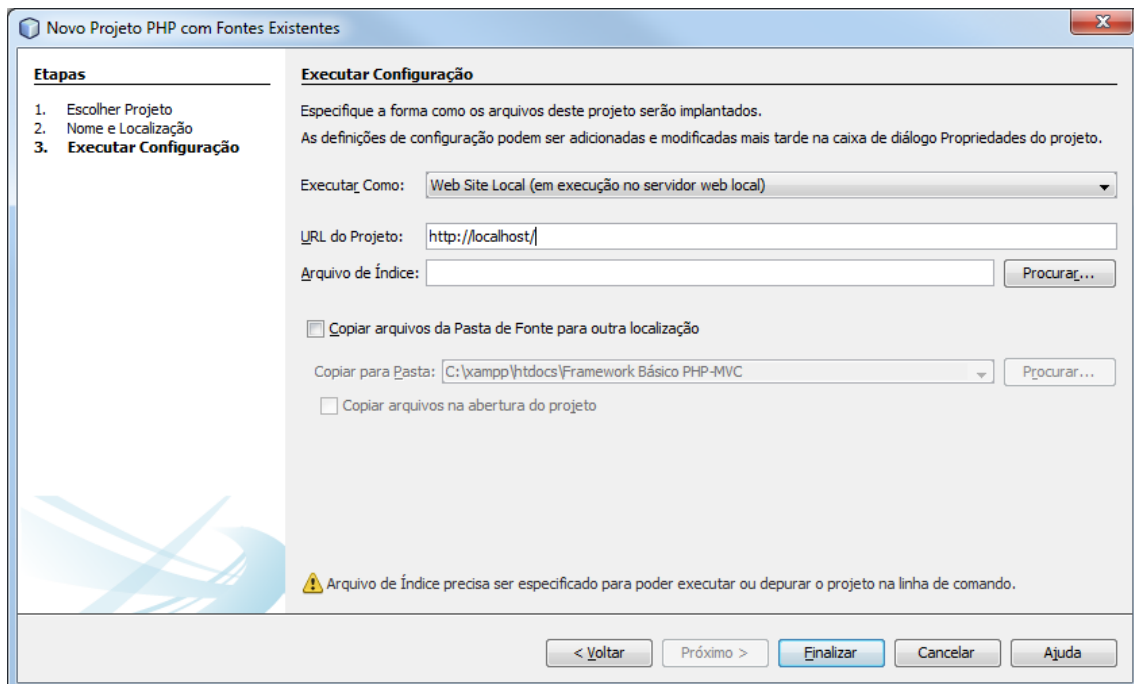 Novo Projeto PHP com Fontes Existentes
Etapas
1. Escolher Projeto
2. Nome e Localização
3. Executar Configuração
Executar Configuração
Especifique a forma como os arquivos deste projeto serão implantados.
As definições de configuração podem ser adicionadas e modificadas mais tarde na caixa de diálogo Propriedades do projeto.
Executar Como: Web Site Local (em execução no servidor web local)
URL do Projeto: http://localhost/
Arquivo de Índice: Procurar...
Copiar arquivos da Pasta de Fonte para outra localização
Copiar para Pasta: C:\xampp\htdocs\Framework Básico PHP-MVC Procurar...
Copiar arquivos na abertura do projeto
Arquivo de Índice precisa ser especificado para poder executar ou depurar o projeto na linha de comando.
< Voltar Próximo > Finalizar Cancelar Ajuda